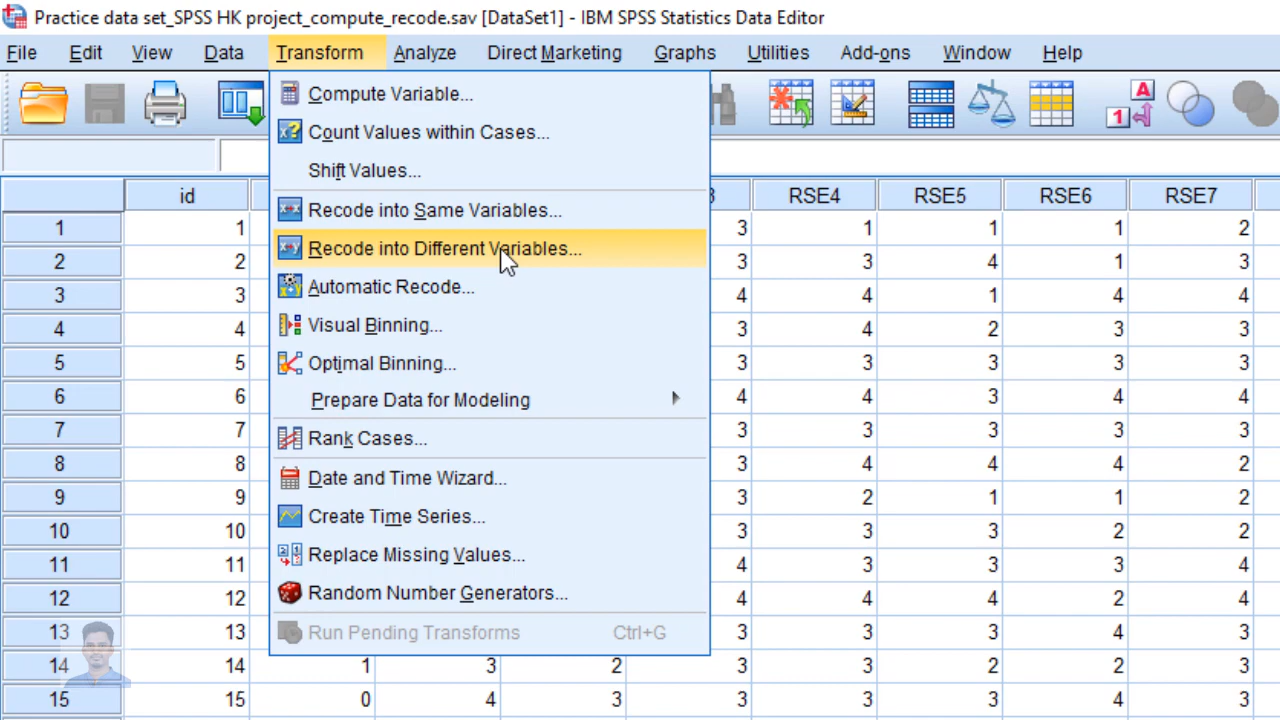 Practice data set_SPSS HK project_compute_recode.sav [DataSet1] - IBM SPSS Statistics Data Editor
File Edit View Data Transform Analyze Direct Marketing Graphs Utilities Add-ons Window Help
A
1
Compute Variable...
Count Values within Cases...
Shift Values...
Recode into Same Variables...
Recode into Different Variables...
Automatic Recode...
Visual Binning...
Optimal Binning...
Prepare Data for Modeling
Rank Cases...
Date and Time Wizard...
Create Time Series...
Replace Missing Values...
Random Number Generators...
Run Pending Transforms Ctrl+G
id 3 RSE4 RSE5 RSE6 RSE7
1 1 3 1 1 1 2
2 2 3 3 4 1 3
3 3 4 4 1 4 4
4 4 3 4 2 3 3
5 5 3 3 3 3 3
6 6 4 4 3 4 4
7 7 3 3 3 3 3
8 8 3 4 4 4 2
9 9 3 2 1 1 2
10 10 3 3 3 2 2
11 11 4 3 3 3 4
12 12 4 4 4 2 4
13 13 3 3 3 4 3
14 14 1 3 2 3 3 2 2 3
15 15 0 4 3 3 3 3 4 3